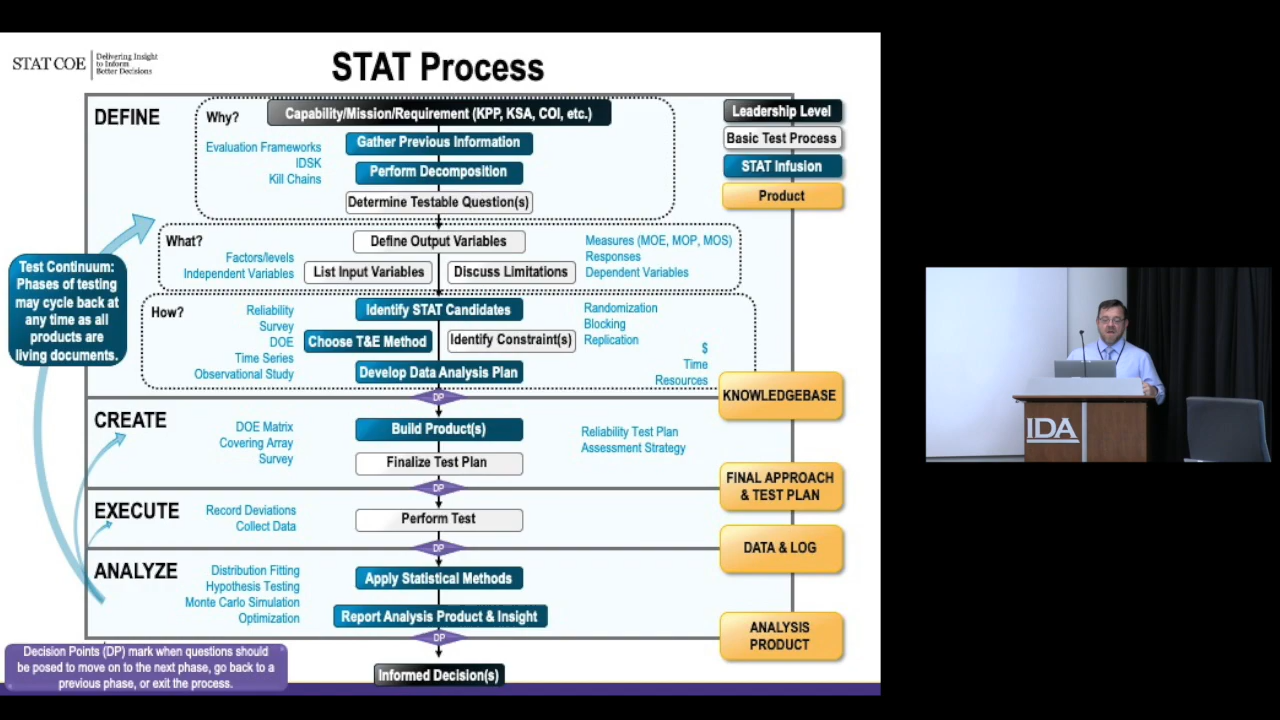 STAT COE
Delivering Insight
to Inform
Better Decisions
STAT Process
DEFINE
Why?
Capability/Mission/Requirement (KPP, KSA, COI, etc.)
Evaluation Frameworks
IDSK
Kill Chains
Gather Previous Information
Perform Decomposition
Determine Testable Question(s)
Leadership Level
Basic Test Process
STAT Infusion
Product
What?
Factors/levels
Independent Variables
Define Output Variables
List Input Variables
Discuss Limitations
Measures (MOE, MOP, MOS)
Responses
Dependent Variables
Test Continuum:
Phases of testing
may cycle back at
any time as all
products are
living documents.
How?
Reliability
Survey
DOE
Time Series
Observational Study
Identify STAT Candidates
Choose T&E Method
Identify Constraint(s)
Develop Data Analysis Plan
Randomization
Blocking
Replication
$
Time
Resources
DP
KNOWLEDGEBASE
CREATE
DOE Matrix
Covering Array
Survey
Build Product(s)
Finalize Test Plan
Reliability Test Plan
Assessment Strategy
DP
FINAL APPROACH
& TEST PLAN
EXECUTE
Record Deviations
Collect Data
Perform Test
DP
DATA & LOG
ANALYZE
Distribution Fitting
Hypothesis Testing
Monte Carlo Simulation
Optimization
Apply Statistical Methods
Report Analysis Product & Insight
DP
ANALYSIS
PRODUCT
Decision Points (DP) mark when questions should
be posed to move on to the next phase, go back to a
previous phase, or exit the process.
Informed Decision(s)
IDA